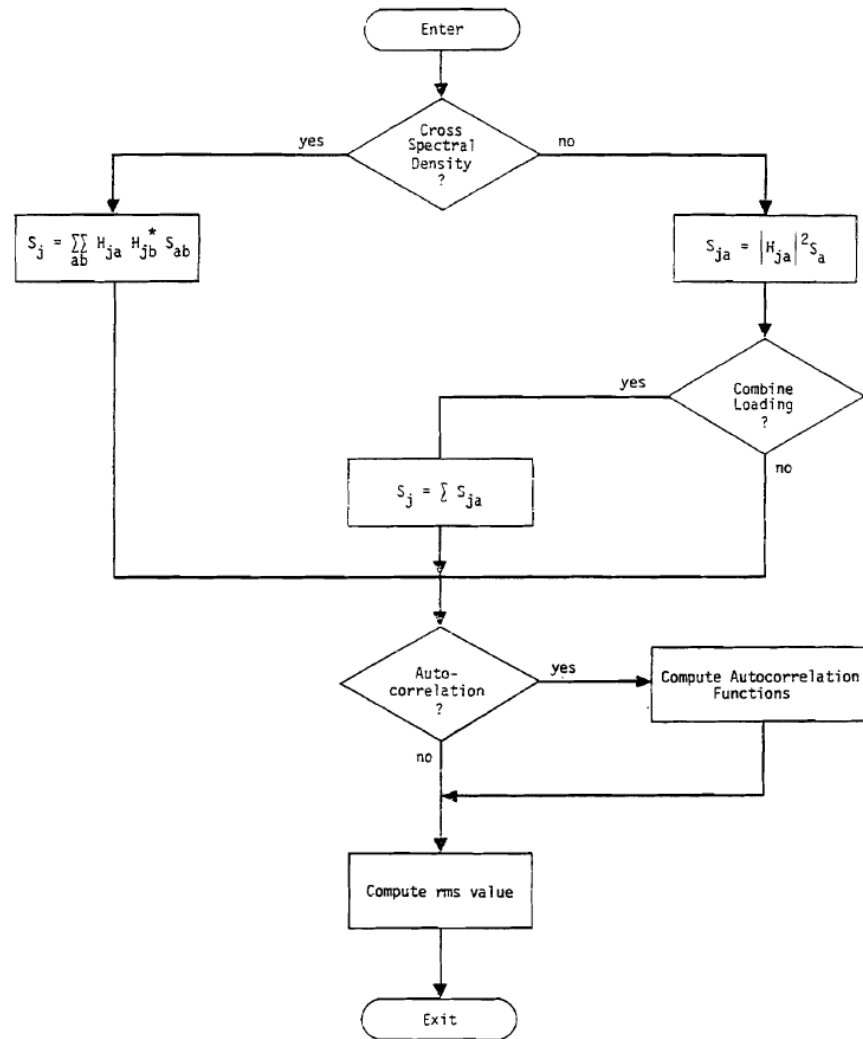 Enter
Cross
Spectral
Density
?
yes
no
S_j = ∑∑_ab H_ja H_jb^* S_ab
S_ja = |H_ja|^2 S_a
Combine
Loading
?
yes
no
S_j = ∑ S_ja
Auto-
correlation
?
yes
no
Compute Autocorrelation
Functions
Compute rms value
Exit